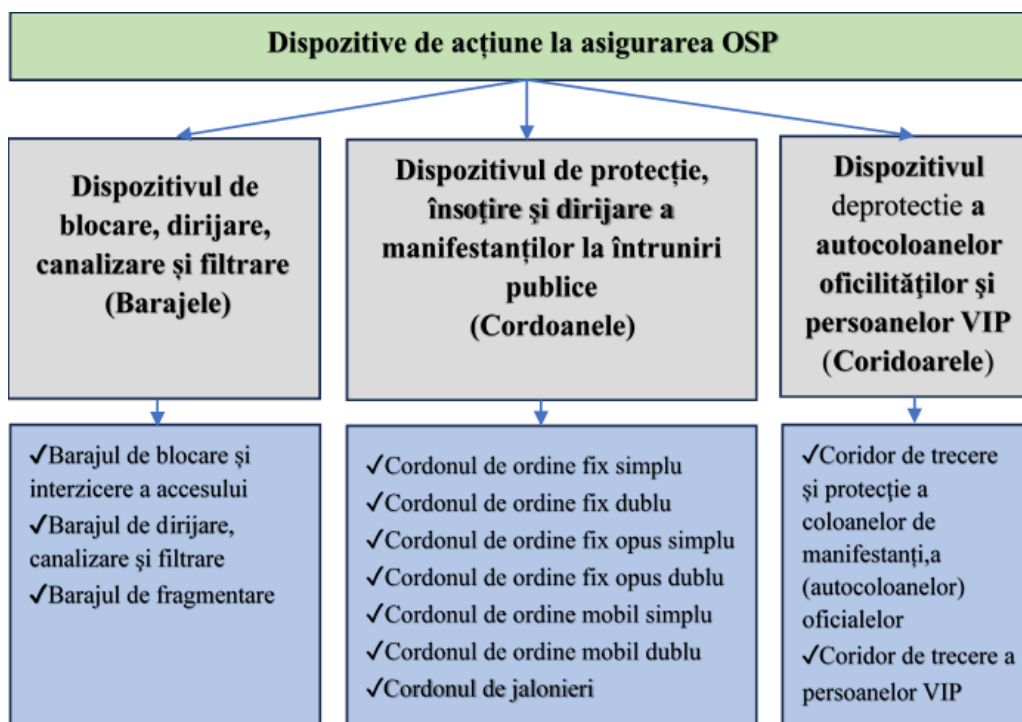 Dispozitive de acțiune la asigurarea OSP
Dispozitivul de
blocare, dirijare,
canalizare și filtrare
(Barajele)
Dispozitivul de protecție,
însoțire şi dirijare a
manifestanților la întruniri
publice
(Cordoanele)
Dispozitivul
deprotectie a
autocoloanelor
oficilităţilor şi
persoanelor VIP
(Coridoarele)
✓Barajul de blocare și
interzicere a accesului
✓Barajul de dirijare,
canalizare şi filtrare
✓Barajul de fragmentare
✓Cordonul de ordine fix simplu
✓Cordonul de ordine fix dublu
✓Cordonul de ordine fix opus simplu
✓Cordonul de ordine fix opus dublu
✓Cordonul de ordine mobil simplu
✓Cordonul de ordine mobil dublu
✓Cordonul de jalonieri
✓Coridor de trecere
și protecție a
coloanelor de
manifestanți,a
(autocoloanelor)
oficialelor
✓Coridor de trecere a
persoanelor VIP